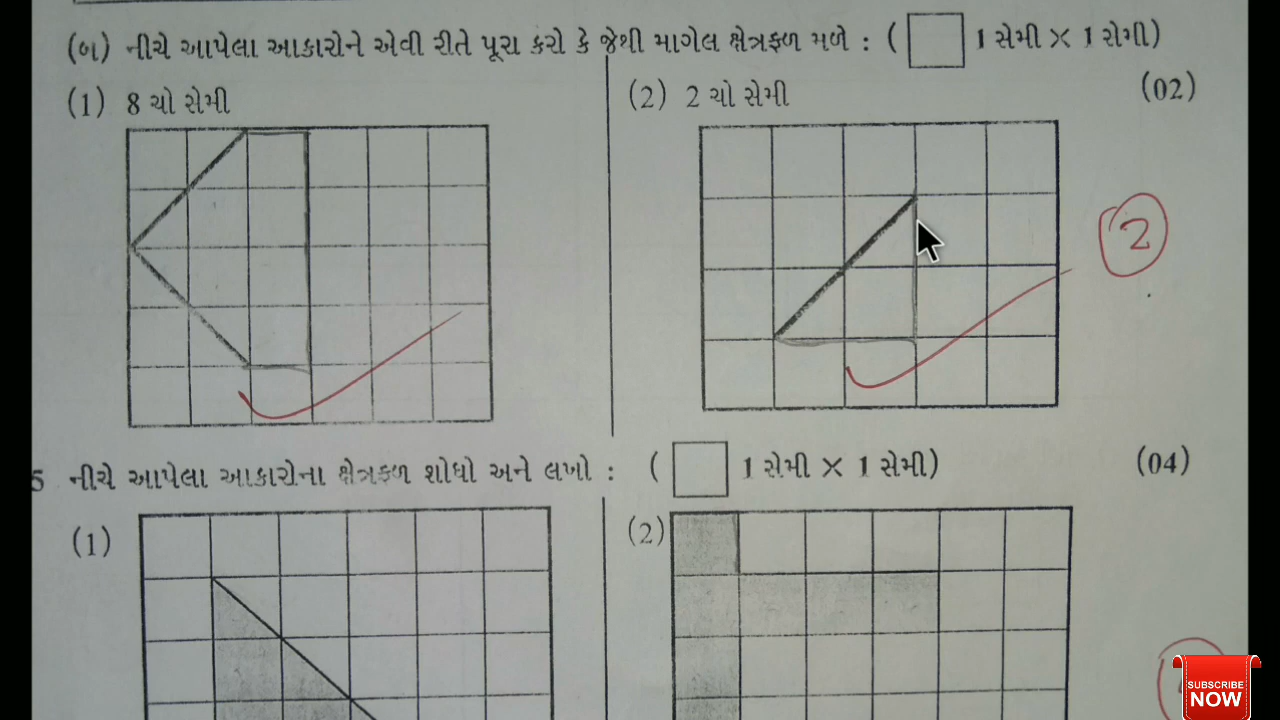 (બ) નીચે આપેલા આકારોને એવી રીતે પૂરા કરો કે જેથી માગેલ ક્ષેત્રફળ મળે : ( 1 સેમી × 1 સેમી)
(1) 8 ચો સેમી
(2) 2 ચો સેમી
(02)
2
5 નીચે આપેલા આકારોના ક્ષેત્રફળ શોધો અને લખો : ( 1 સેમી × 1 સેમી)
(04)
(1)
(2)
SUBSCRIBE
NOW